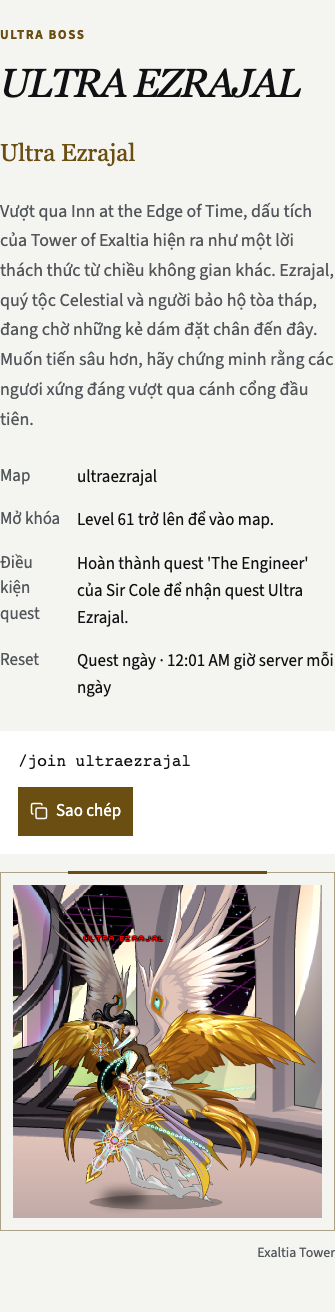 ULTRA BOSS
ULTRA EZRAJAL
Ultra Ezrajal
Vượt qua Inn at the Edge of Time, dấu tích
của Tower of Exaltia hiện ra như một lời
thách thức từ chiều không gian khác. Ezrajal,
quý tộc Celestial và người bảo hộ tòa tháp,
đang chờ những kẻ dám đặt chân đến đây.
Muốn tiến sâu hơn, hãy chứng minh rằng các
ngươi xứng đáng vượt qua cánh cổng đầu
tiên.
Map ultraezrajal
Mở khóa Level 61 trở lên để vào map.
Điều kiện quest
Hoàn thành quest 'The Engineer'
của Sir Cole để nhận quest Ultra
Ezrajal.
Reset Quest ngày · 12:01 AM giờ server mỗi
ngày
/join ultraezrajal
Sao chép
ULTRA EZRAJAL
Exaltia Tower